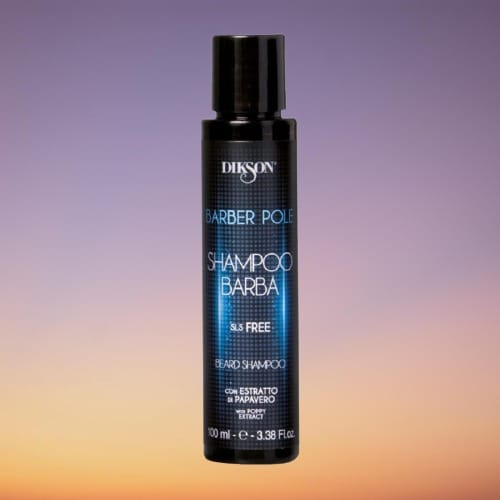 DIKSON®
BARBER POLE
SHAMPOO
BARBA
SLS FREE
BEARD SHAMPOO
CON ESTRATTO
DI PAPAVERO
WITH POPPY
EXTRACT
100 ml - ℮ - 3.38 Fl.oz.